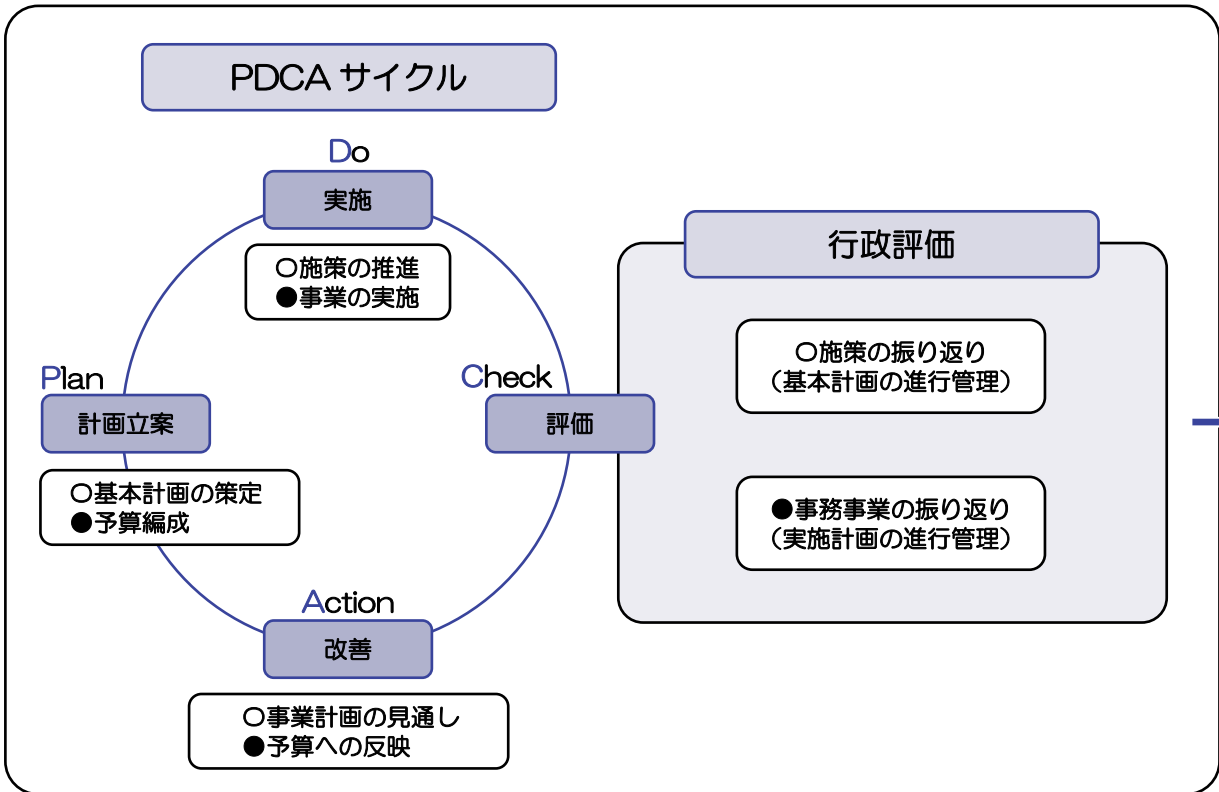 PDCA サイクル
Do
実施
○施策の推進
●事業の実施
Plan
計画立案
○基本計画の策定
●予算編成
Check
評価
Action
改善
○事業計画の見通し
●予算への反映
行政評価
○施策の振り返り
(基本計画の進行管理)
●事務事業の振り返り
(実施計画の進行管理)